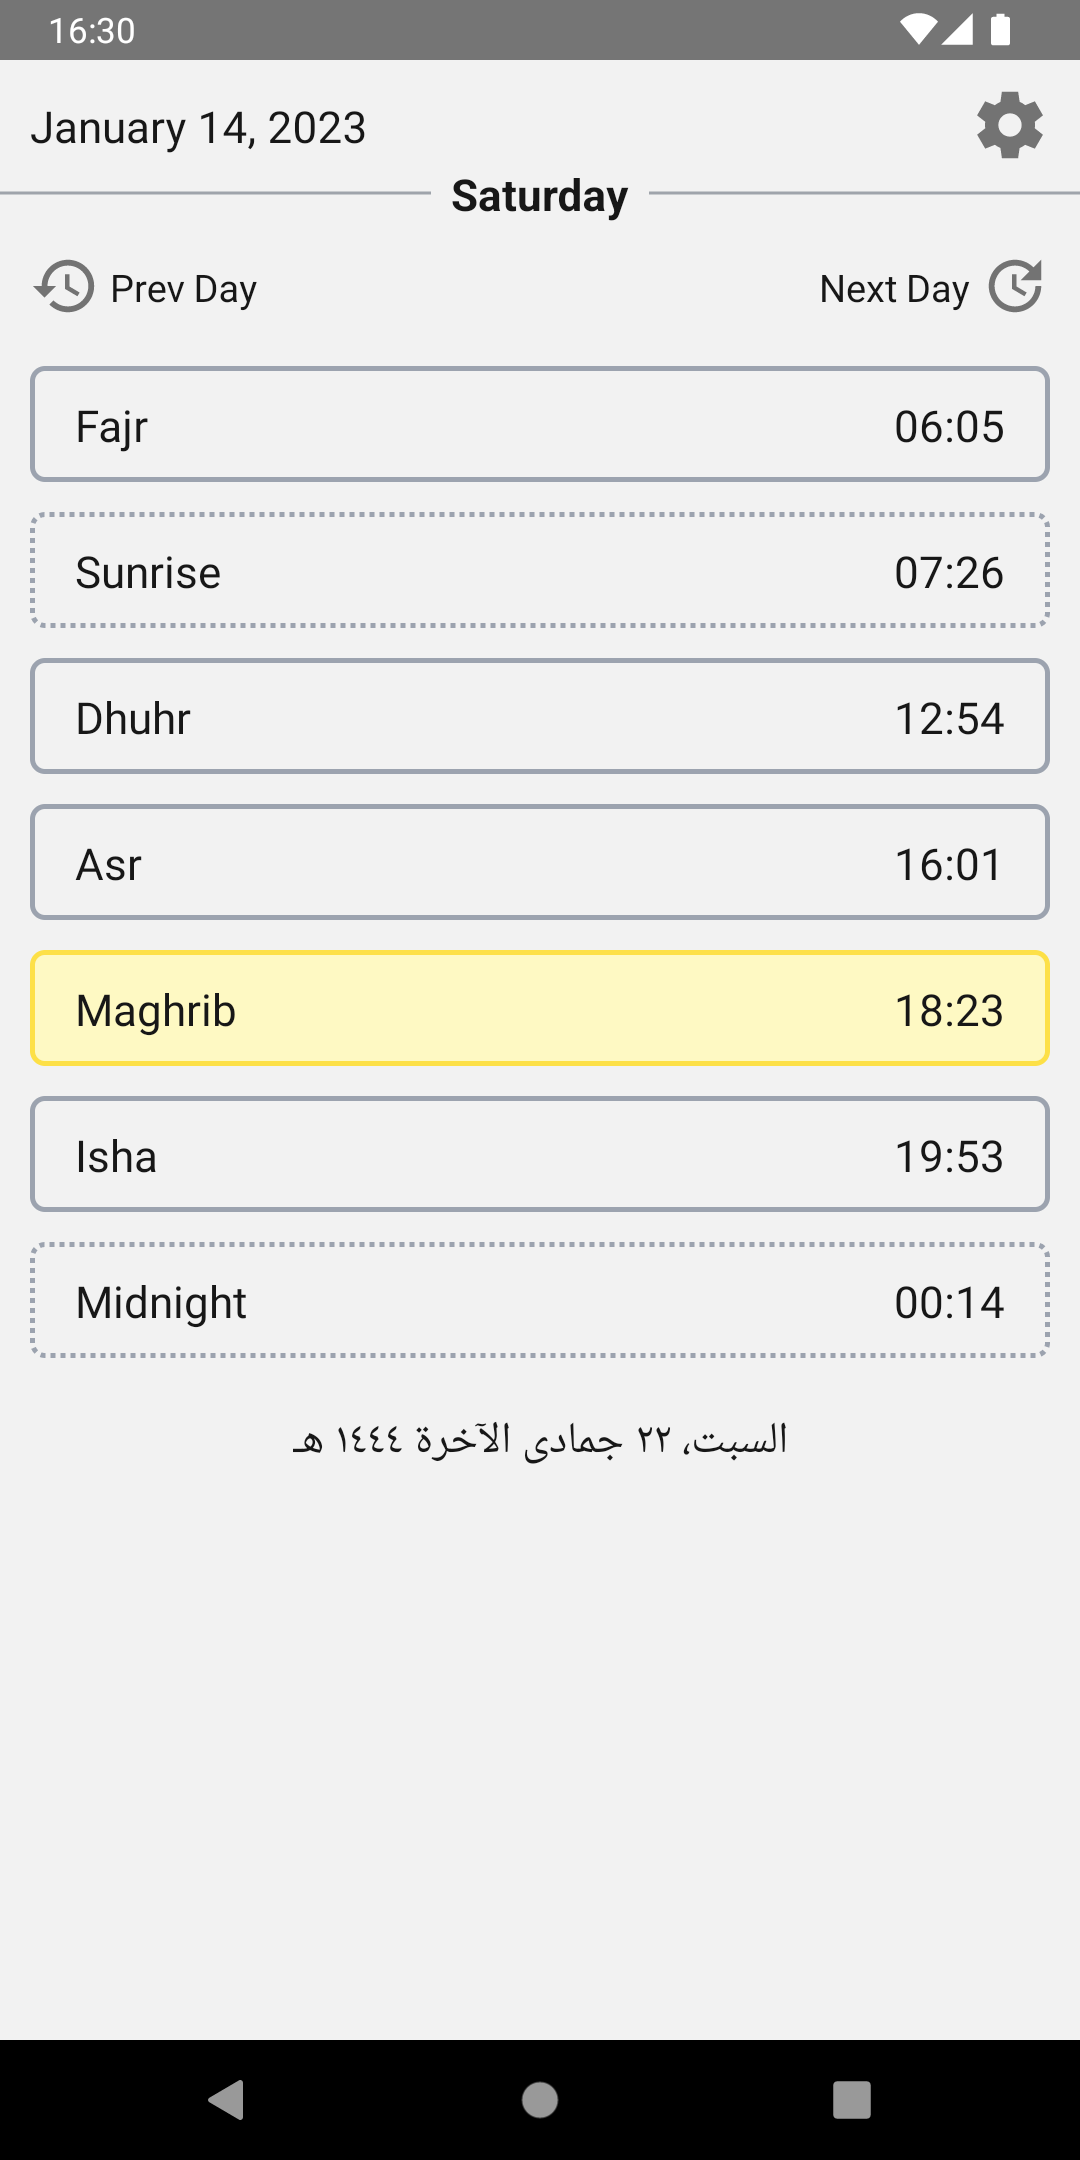 16:30
January 14, 2023
Saturday
Prev Day Next Day
Fajr 06:05
Sunrise 07:26
Dhuhr 12:54
Asr 16:01
Maghrib 18:23
Isha 19:53
Midnight 00:14
السبت، ٢٢ جمادى الآخرة ١٤٤٤ هـ